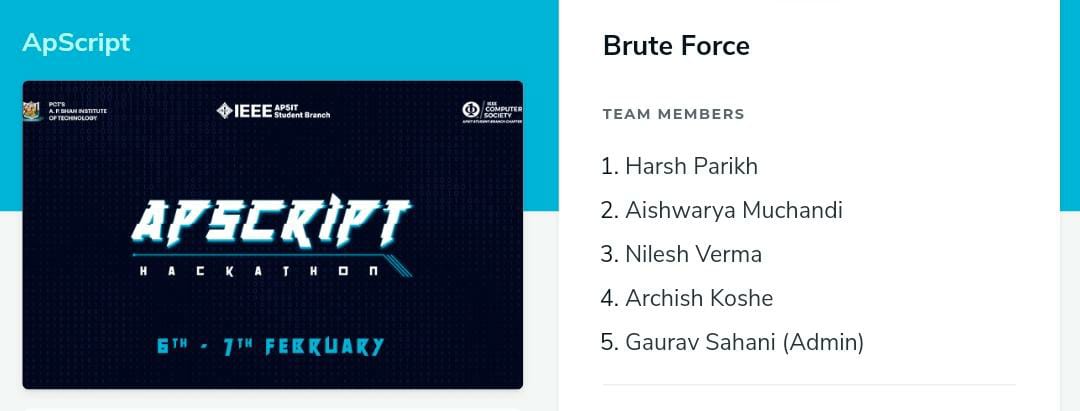 ApScript
PCT'S
A. P. SHAH INSTITUTE
OF TECHNOLOGY
IEEE APSIT
Student Branch
IEEE
COMPUTER
SOCIETY
APSIT STUDENT BRANCH CHAPTER
APSCRIPT
HACKATHON
6TH - 7TH FEBRUARY
Brute Force
TEAM MEMBERS
1. Harsh Parikh
2. Aishwarya Muchandi
3. Nilesh Verma
4. Archish Koshe
5. Gaurav Sahani (Admin)